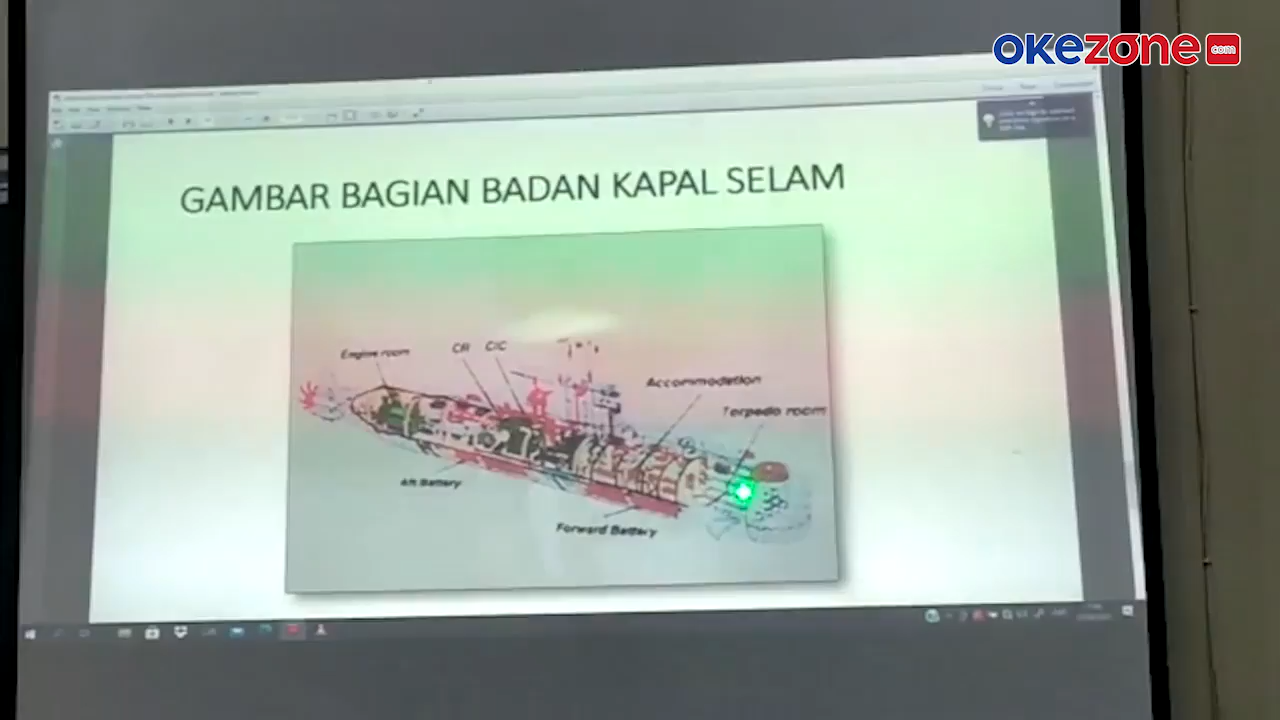 OKEZONE
com
GAMBAR BAGIAN BADAN KAPAL SELAM
Engine room
CR
CIC
Accommodation
Torpedo room
Aft Battery
Forward Battery